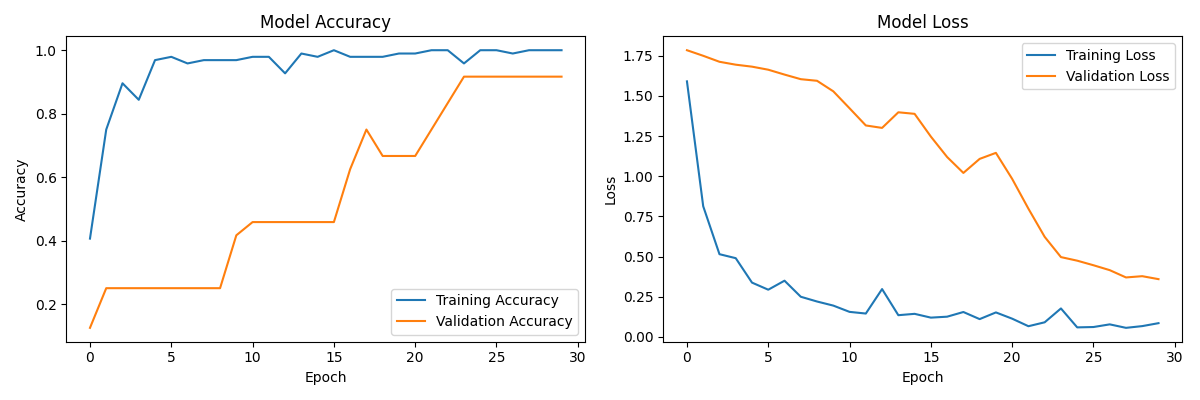 Model Accuracy
Accuracy
1.0
0.8
0.6
0.4
0.2
Training Accuracy
Validation Accuracy
0 5 10 15 20 25 30
Epoch
Model Loss
Loss
1.75
1.50
1.25
1.00
0.75
0.50
0.25
0.00
Training Loss
Validation Loss
0 5 10 15 20 25 30
Epoch